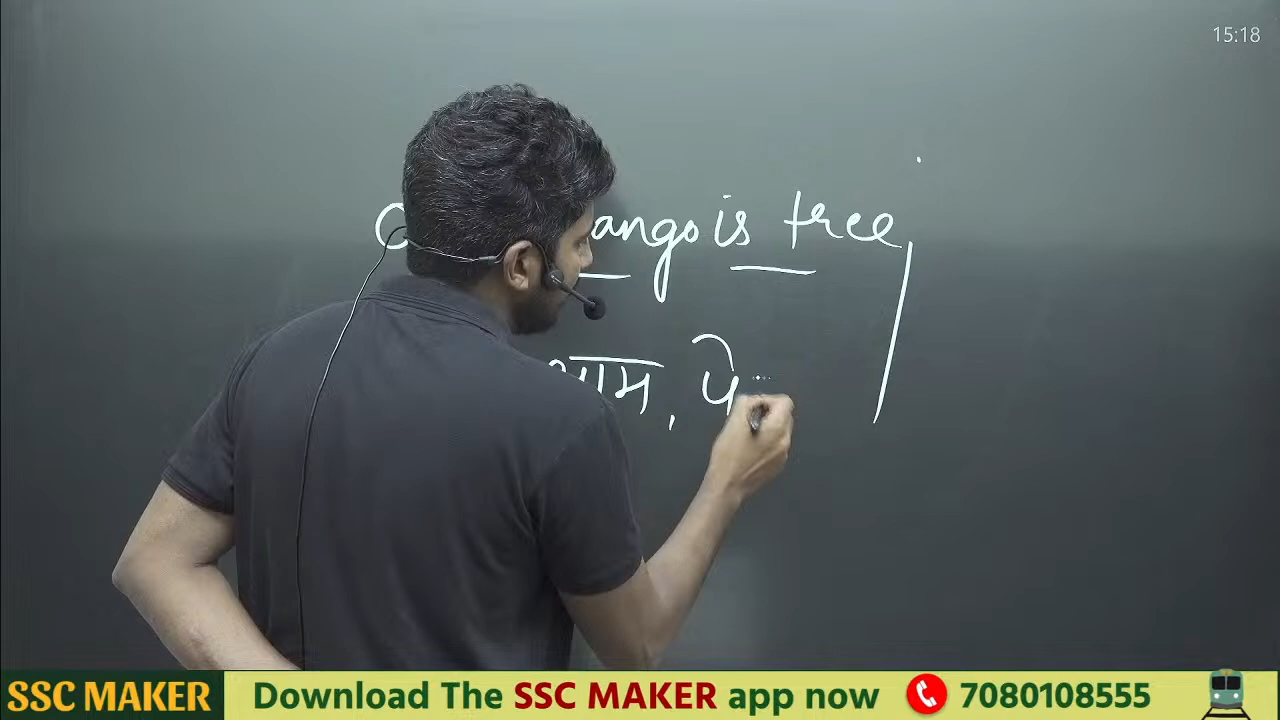 15:18
ango is tree
आम, पे
SSC MAKER Download The SSC MAKER app now 7080108555